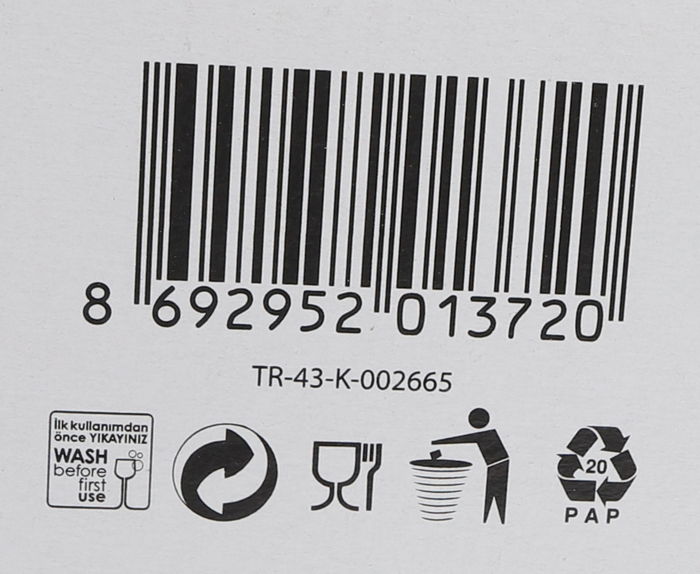 8 692952 013720
TR-43-K-002665
İlk kullanımdan
önce YIKAYINIZ
WASH
before
first
use
20
PAP